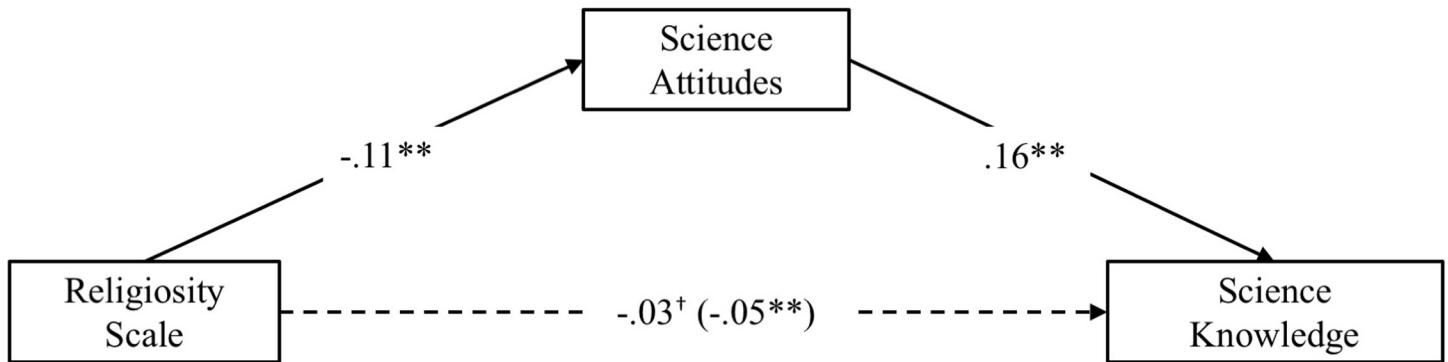 Science
Attitudes
-.11**
.16**
Religiosity
Scale
-.03† (-.05**)
Science
Knowledge